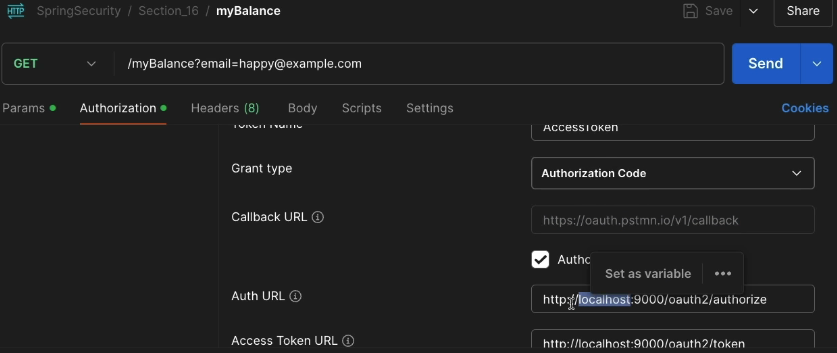 HTTP SpringSecurity / Section_16 / myBalance Save Share
GET /myBalance?email=happy@example.com Send
Params Authorization Headers (8) Body Scripts Settings Cookies
Token Name AccessToken
Grant type Authorization Code
Callback URL https://oauth.pstmn.io/v1/callback
Autho
Set as variable
Auth URL http://localhost:9000/oauth2/authorize
Access Token URL http://localhost:9000/oauth2/token